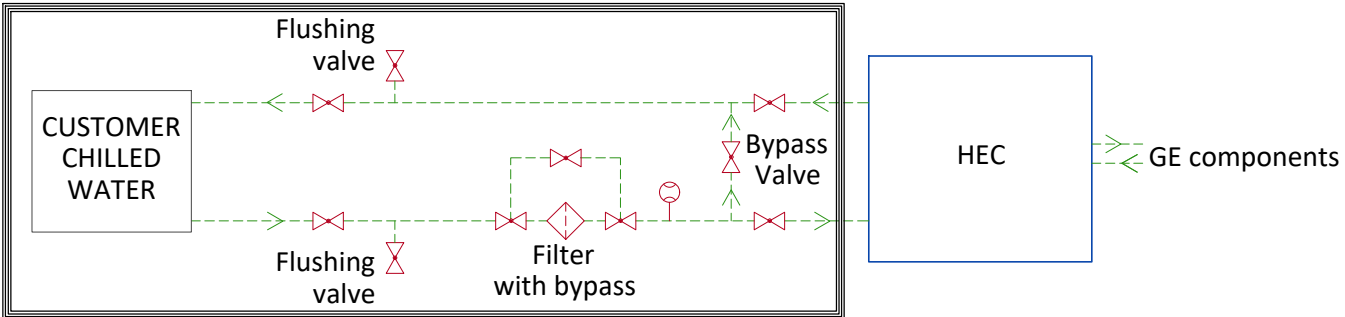 Flushing
valve
CUSTOMER
CHILLED
WATER
Bypass
Valve
HEC
GE components
Flushing
valve
Filter
with bypass